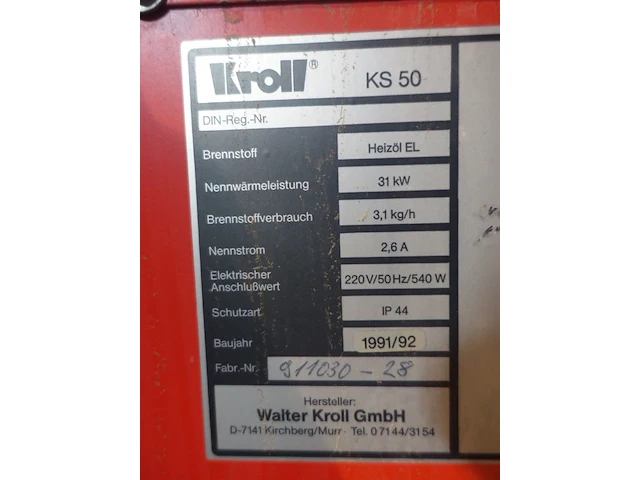 Kroll® KS 50
DIN-Reg.-Nr.
Brennstoff Heizöl EL
Nennwärmeleistung 31 kW
Brennstoffverbrauch 3,1 kg/h
Nennstrom 2,6 A
Elektrischer
Anschlußwert 220V/50Hz/540 W
Schutzart IP 44
Baujahr 1991/92
Fabr.-Nr. 911030-28
Hersteller:
Walter Kroll GmbH
D-7141 Kirchberg/Murr · Tel. 07144/3154